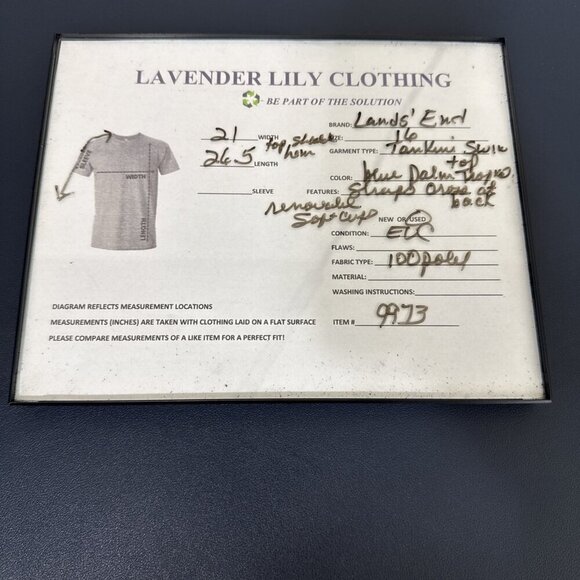 LAVENDER LILY CLOTHING
BE PART OF THE SOLUTION
21 WIDTH
26.5 LENGTH
top hem
SLEEVE
SLEEVE
WIDTH
LENGTH
BRAND: Lands' End
SIZE: 16
GARMENT TYPE: Tankini Swim
top
COLOR: blue Palm
FEATURES: Straps Cross at
back
removable
Soft Cups
NEW OR USED
CONDITION: EUC
FLAWS:
FABRIC TYPE: 100 poly
MATERIAL:
WASHING INSTRUCTIONS:
ITEM # 9973
DIAGRAM REFLECTS MEASUREMENT LOCATIONS
MEASUREMENTS (INCHES) ARE TAKEN WITH CLOTHING LAID ON A FLAT SURFACE
PLEASE COMPARE MEASUREMENTS OF A LIKE ITEM FOR A PERFECT FIT!